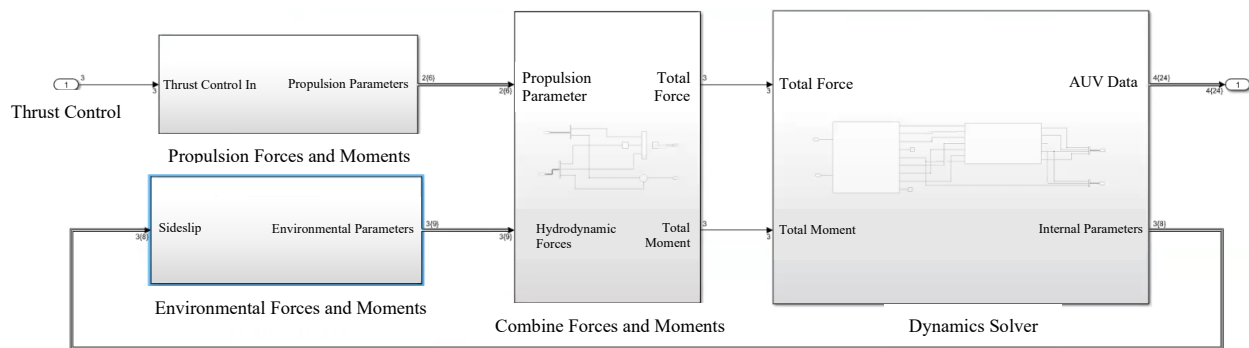 1
3
Thrust Control
3
Thrust Control In
Propulsion Parameters
2{6}
Propulsion Forces and Moments
2{6}
Propulsion
Parameter
Total
Force
3
3
Total Force
AUV Data
4{24}
4{24}
1
3{8}
Sideslip
Environmental Parameters
3{9}
Environmental Forces and Moments
3{9}
Hydrodynamic
Forces
Total
Moment
3
Combine Forces and Moments
3
Total Moment
Internal Parameters
3{8}
Dynamics Solver